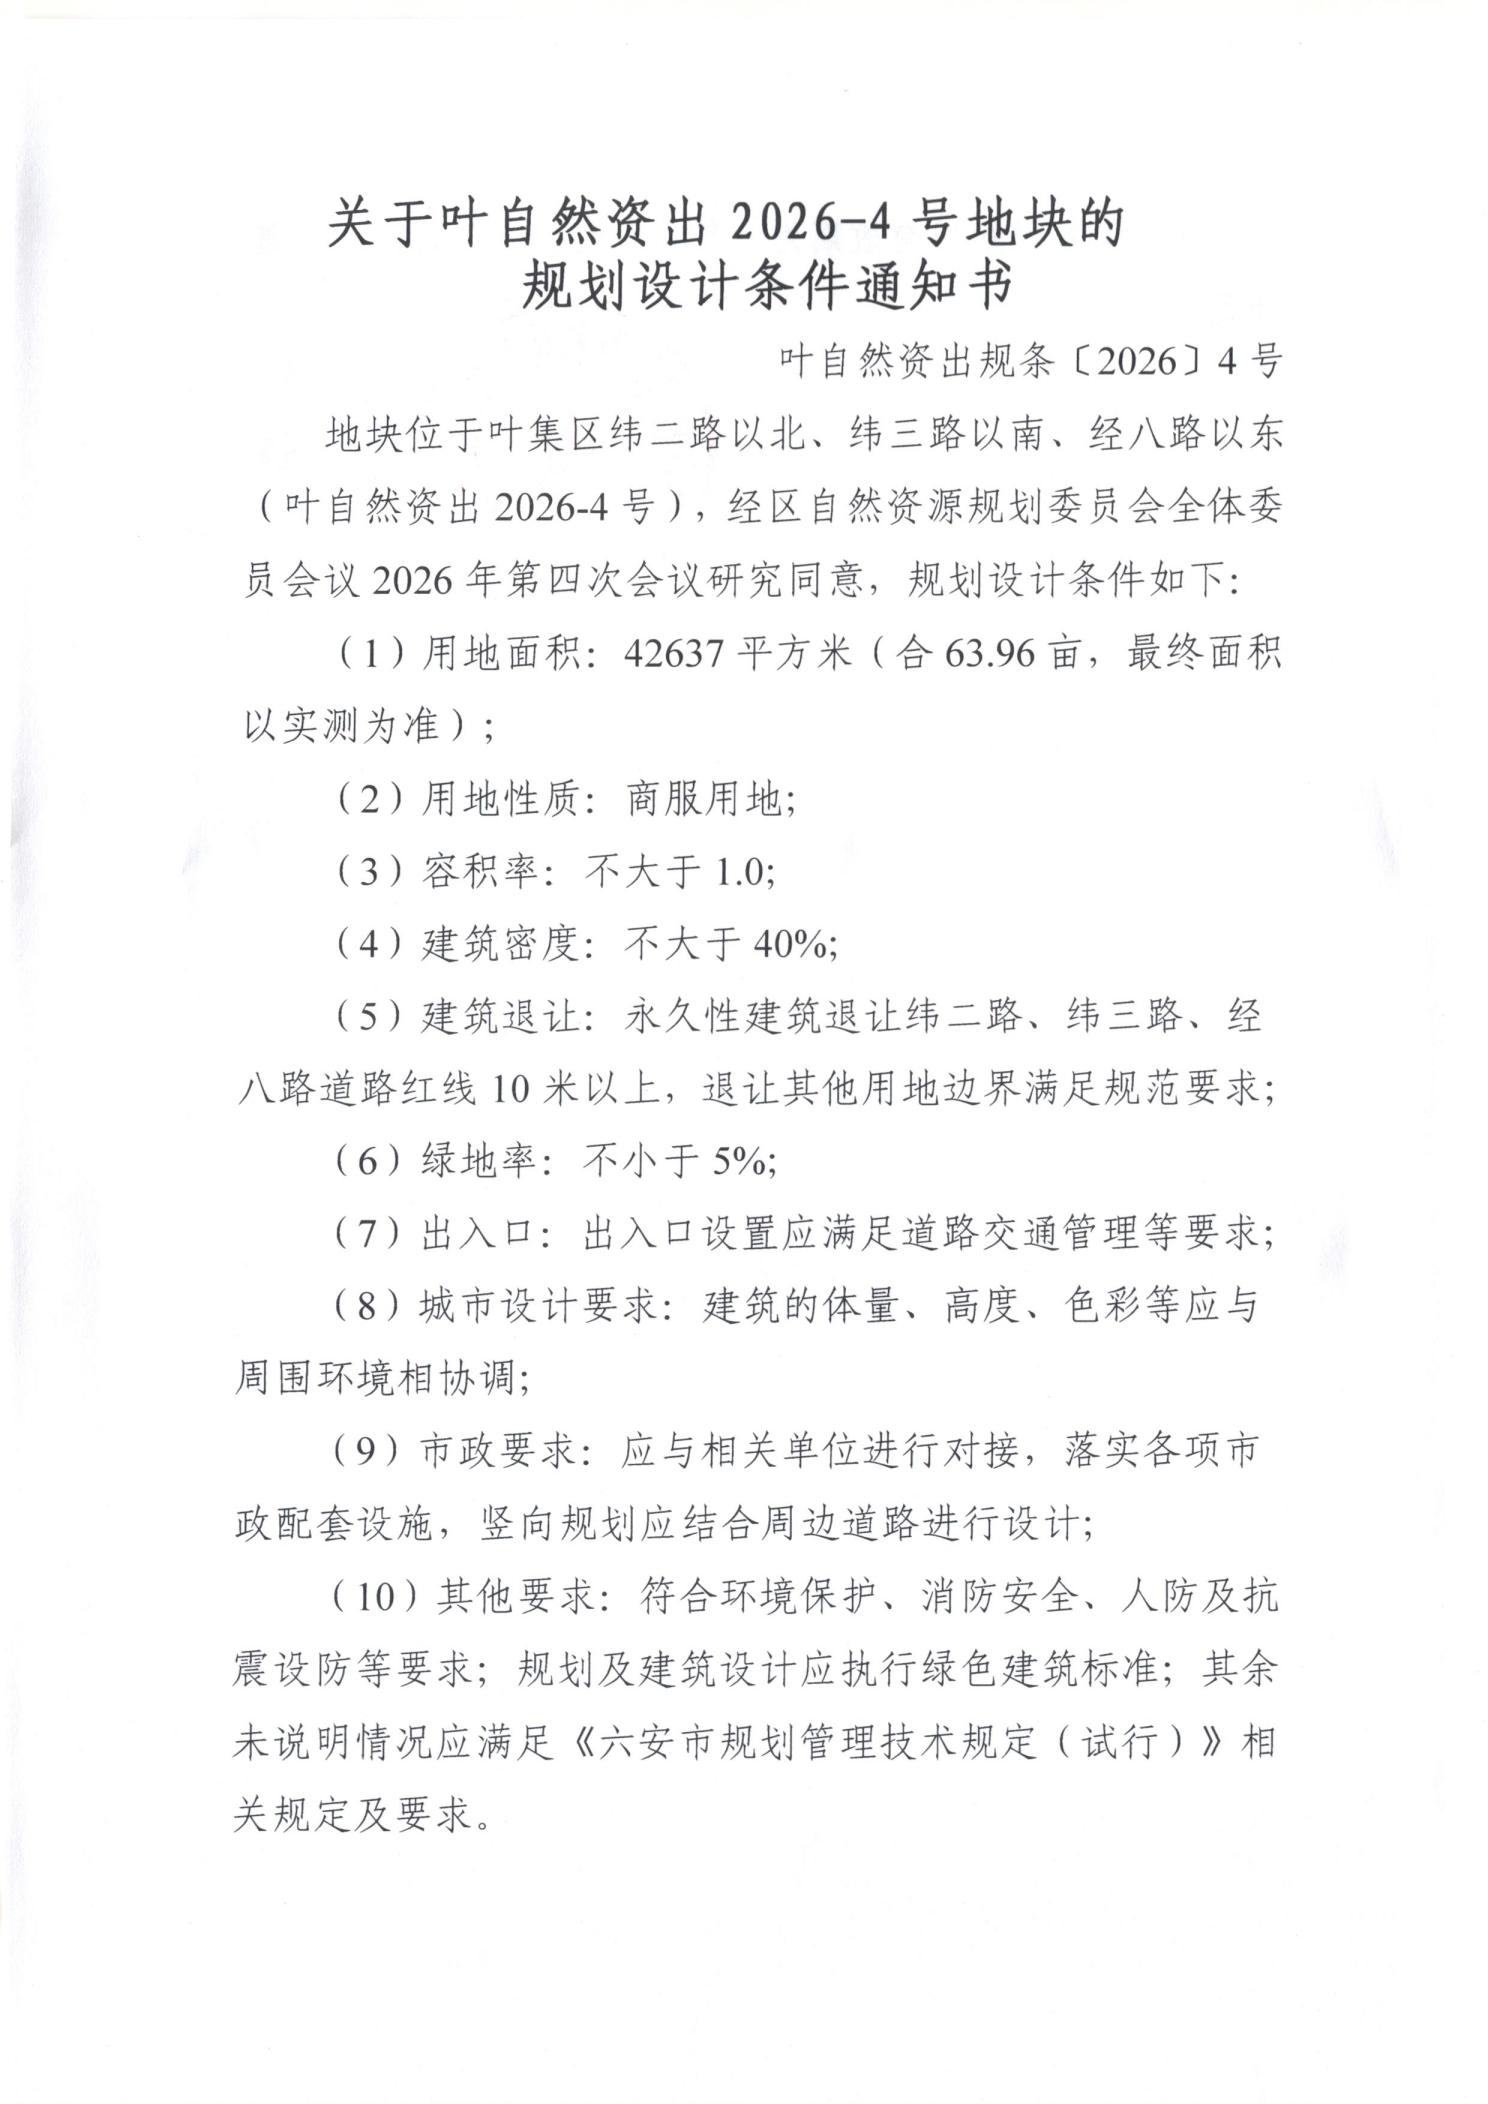 关于叶自然资出 2026-4 号地块的
规划设计条件通知书
叶自然资出规条〔2026〕4 号
地块位于叶集区纬二路以北、纬三路以南、经八路以东
（叶自然资出 2026-4 号），经区自然资源规划委员会全体委
员会议 2026 年第四次会议研究同意，规划设计条件如下：
（1）用地面积：42637 平方米（合 63.96 亩，最终面积
以实测为准）；
（2）用地性质：商服用地；
（3）容积率：不大于 1.0；
（4）建筑密度：不大于 40%；
（5）建筑退让：永久性建筑退让纬二路、纬三路、经
八路道路红线 10 米以上，退让其他用地边界满足规范要求；
（6）绿地率：不小于 5%；
（7）出入口：出入口设置应满足道路交通管理等要求；
（8）城市设计要求：建筑的体量、高度、色彩等应与
周围环境相协调；
（9）市政要求：应与相关单位进行对接，落实各项市
政配套设施，竖向规划应结合周边道路进行设计；
（10）其他要求：符合环境保护、消防安全、人防及抗
震设防等要求；规划及建筑设计应执行绿色建筑标准；其余
未说明情况应满足《六安市规划管理技术规定（试行）》相
关规定及要求。